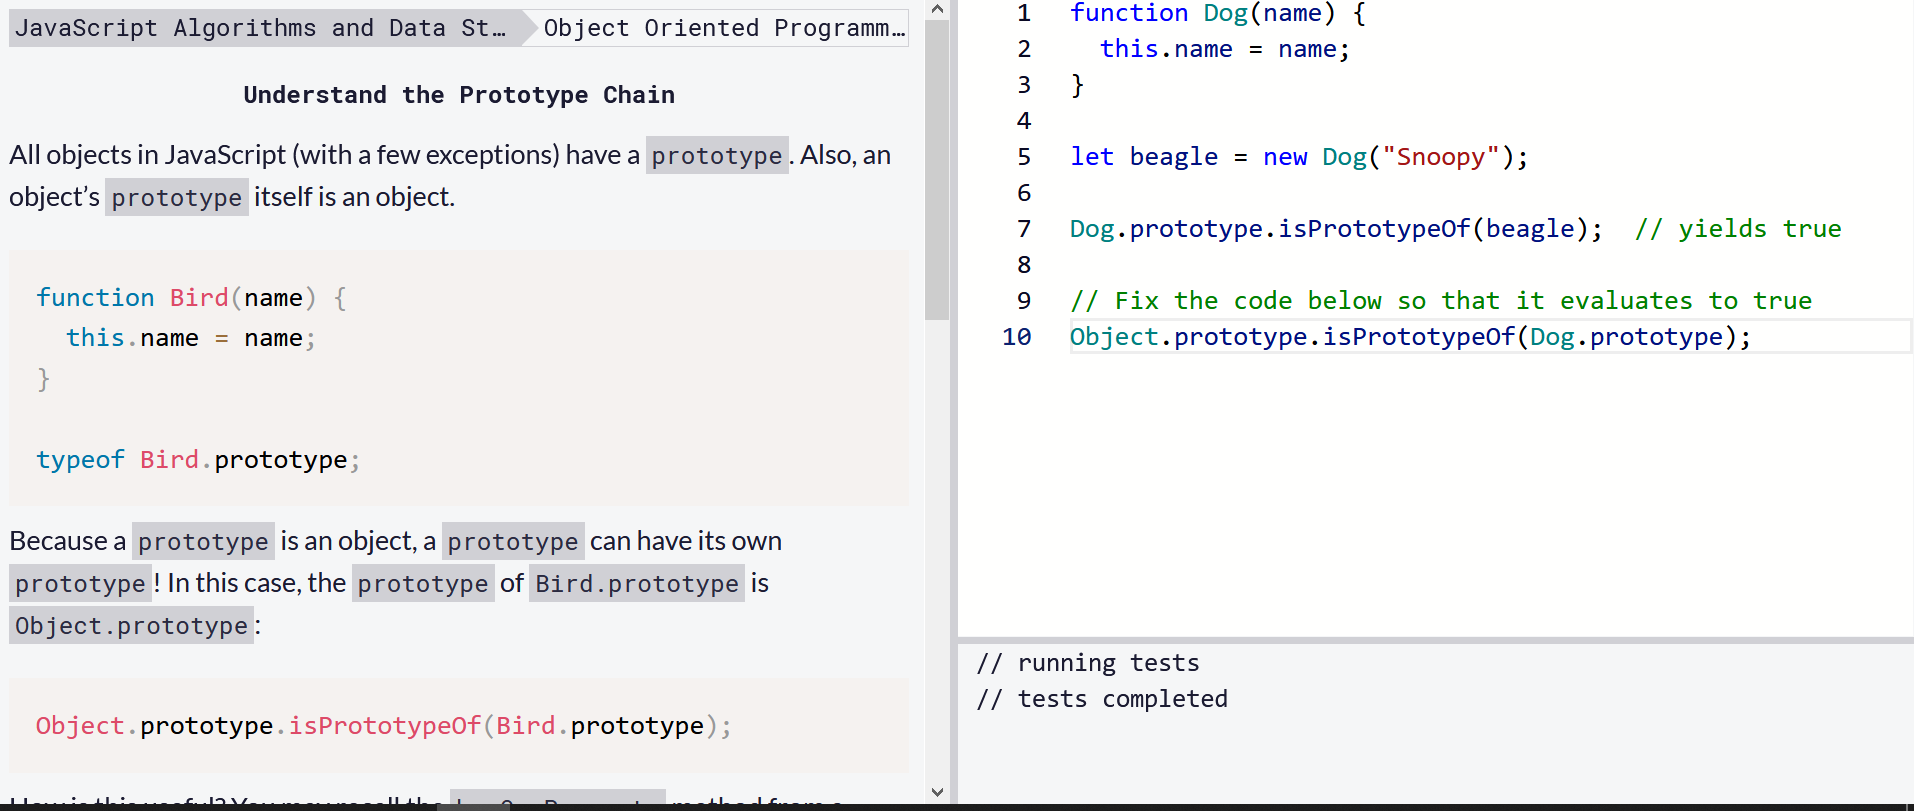 JavaScript Algorithms and Data St…
Object Oriented Programm…
Understand the Prototype Chain
All objects in JavaScript (with a few exceptions) have a prototype. Also, an
object’s prototype itself is an object.
function Bird(name) {
  this.name = name;
}
typeof Bird.prototype;
Because a prototype is an object, a prototype can have its own
prototype! In this case, the prototype of Bird.prototype is
Object.prototype:
Object.prototype.isPrototypeOf(Bird.prototype);
1 function Dog(name) {
2   this.name = name;
3 }
4
5 let beagle = new Dog("Snoopy");
6
7 Dog.prototype.isPrototypeOf(beagle);  // yields true
8
9 // Fix the code below so that it evaluates to true
10 Object.prototype.isPrototypeOf(Dog.prototype);
// running tests
// tests completed